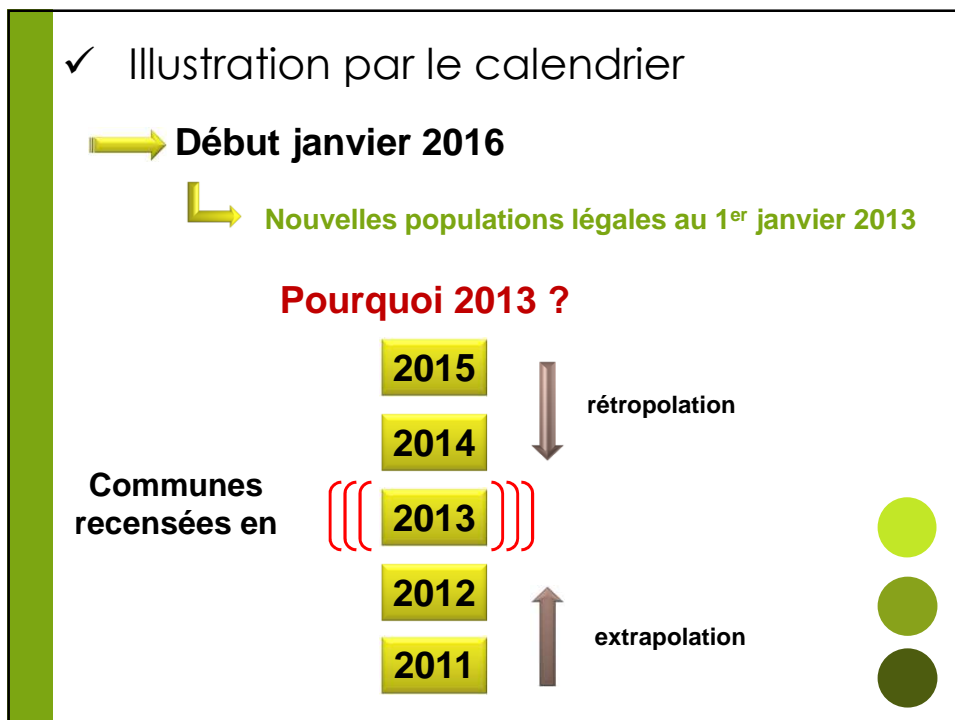 ✓ Illustration par le calendrier
Début janvier 2016
Nouvelles populations légales au 1er janvier 2013
Pourquoi 2013 ?
2015
rétropolation
2014
Communes
recensées en
2013
2012
extrapolation
2011